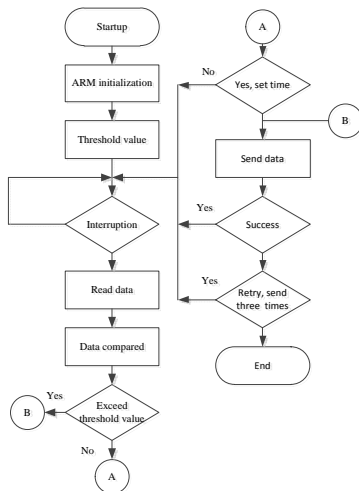 Startup
ARM initialization
Threshold value
Interruption
Read data
Data compared
Yes
B
Exceed
threshold value
No
A
A
No
Yes, set time
B
Send data
Yes
Success
Yes
Retry, send
three times
End